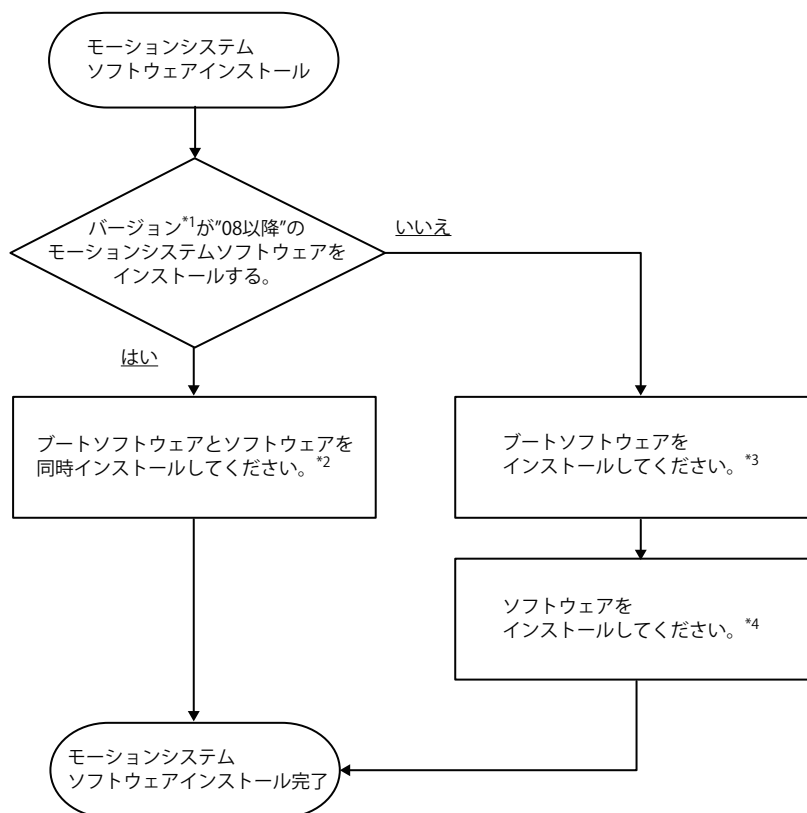 モーションシステム
ソフトウェアインストール
バージョン*1が"08以降"の
モーションシステムソフトウェアを
インストールする。
いいえ
はい
ブートソフトウェアとソフトウェアを
同時インストールしてください。*2
ブートソフトウェアを
インストールしてください。*3
ソフトウェアを
インストールしてください。*4
モーションシステム
ソフトウェアインストール完了